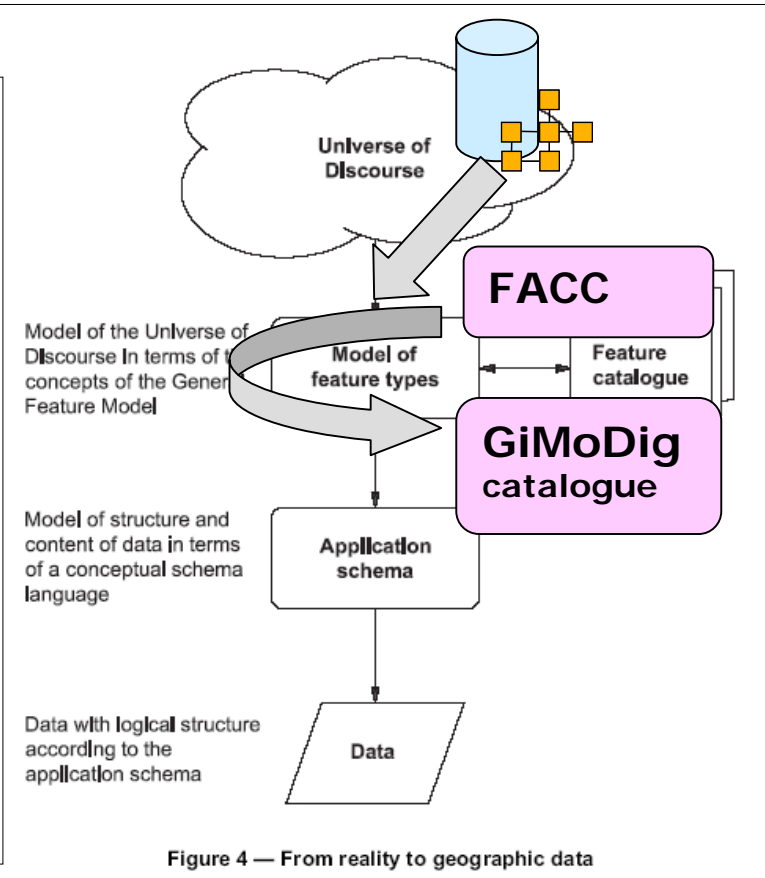 Universe of
Discourse
FACC
Model of the Universe of
Discourse in terms of
concepts of the
Feature Model
Model of
feature types
Feature
catalogue
GiMoDig
catalogue
Model of structure and
content of data in terms
of a conceptual schema
language
Application
schema
Data with logical structure
according to the
application schema
Data
Figure 4 — From reality to geographic data